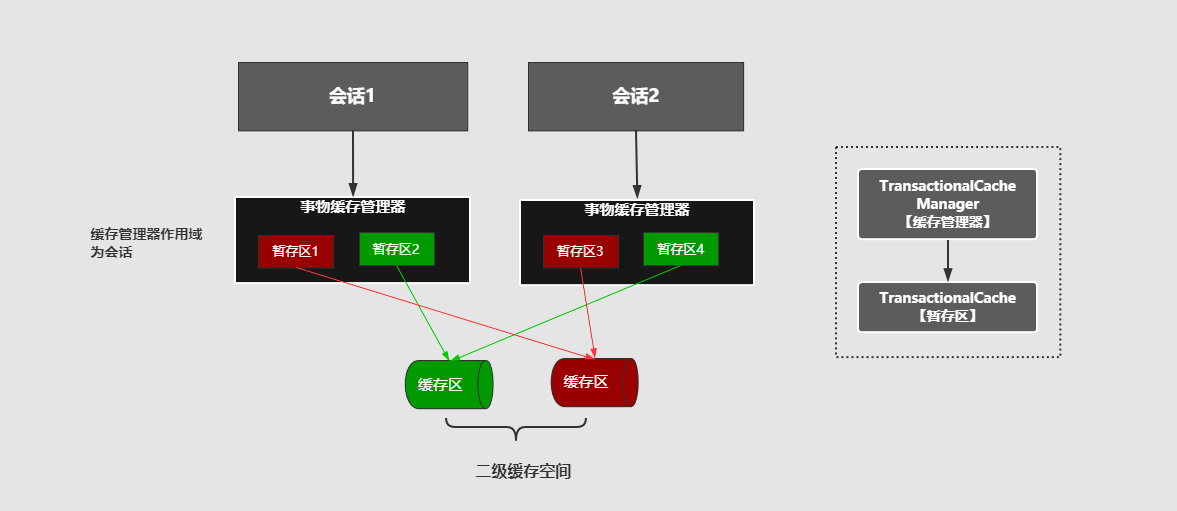 会话1
会话2
事物缓存管理器
暂存区1
暂存区2
事物缓存管理器
暂存区3
暂存区4
缓存管理器作用域
为会话
缓存区
缓存区
二级缓存空间
TransactionalCache
Manager
【缓存管理器】
TransactionalCache
【暂存区】